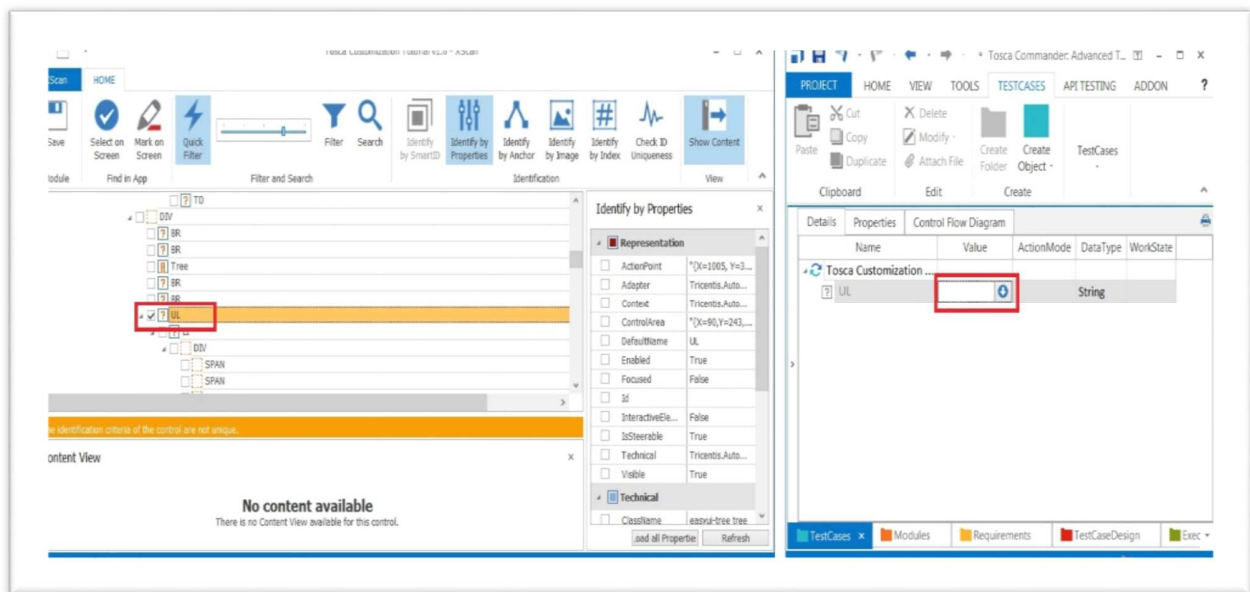 Tosca Customization Tutorial v1.0 - XScan
XScan HOME
Save
Select on Screen
Mark on Screen
Quick Filter
Filter
Search
Identify by SmartID
Identify by Properties
Identify by Anchor
Identify by Image
Identify by Index
Check ID Uniqueness
Show Content
Find in App
Filter and Search
Identification
View
TD
DIV
BR
BR
Tree
BR
BR
UL
DIV
SPAN
SPAN
identification criteria of the control are not unique.
ontent View
No content available
There is no Content View available for this control.
Identify by Properties
Representation
ActionPoint "{X=1005, Y=3...
Adapter Tricentis.Auto...
Context Tricentis.Auto...
ControlArea "{X=90,Y=243,...
DefaultName UL
Enabled True
Focused False
Id
InteractiveEle... False
IsSteerable True
Technical Tricentis.Auto...
Visible True
Technical
ClassName easyui-tree tree
oad all Propertie Refresh
Tosca Commander: Advanced T...
PROJECT HOME VIEW TOOLS TESTCASES API TESTING ADDON ?
Paste
Cut
Copy
Duplicate
Delete
Modify
Attach File
Create Folder
Create Object
TestCases
Clipboard Edit Create
Details Properties Control Flow Diagram
Name Value ActionMode DataType WorkState
Tosca Customization ...
UL String
TestCases x Modules Requirements TestCaseDesign Exec